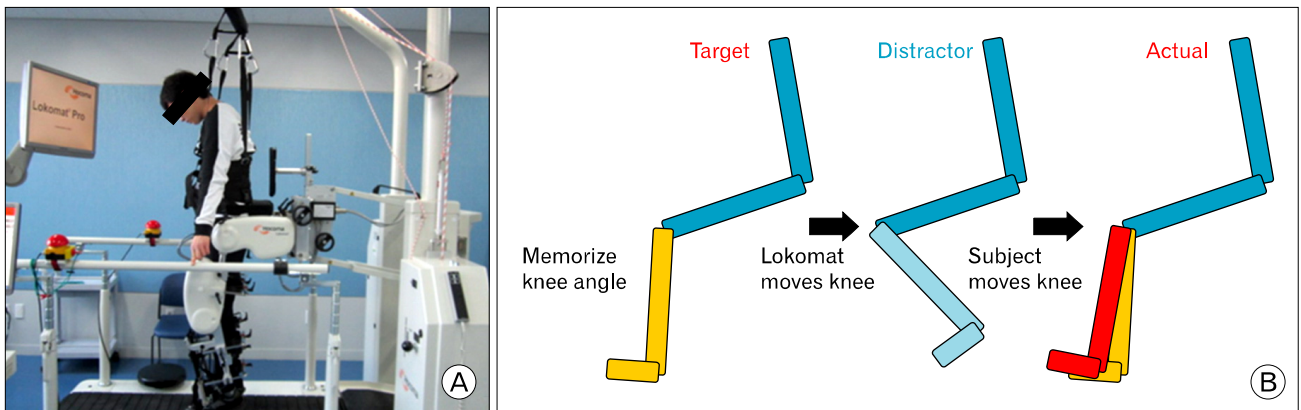 Lokomat Pro
A
Target
Distractor
Actual
Memorize
knee angle
Lokomat
moves knee
Subject
moves knee
B